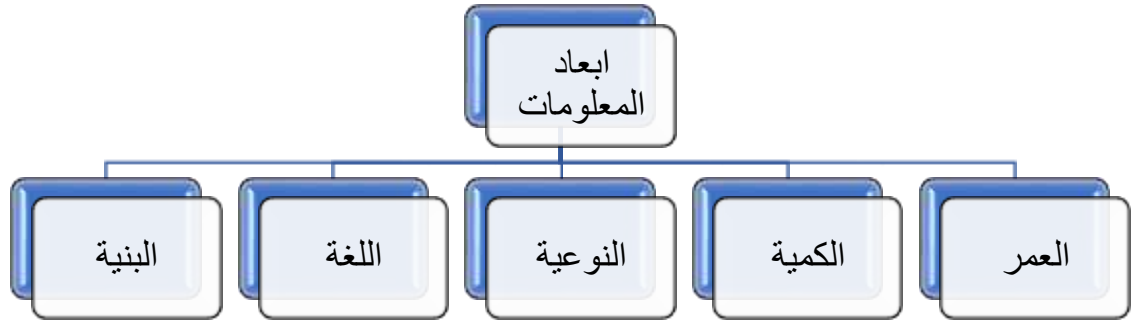 ابعاد
المعلومات
العمر
الكمية
النوعية
اللغة
البنية